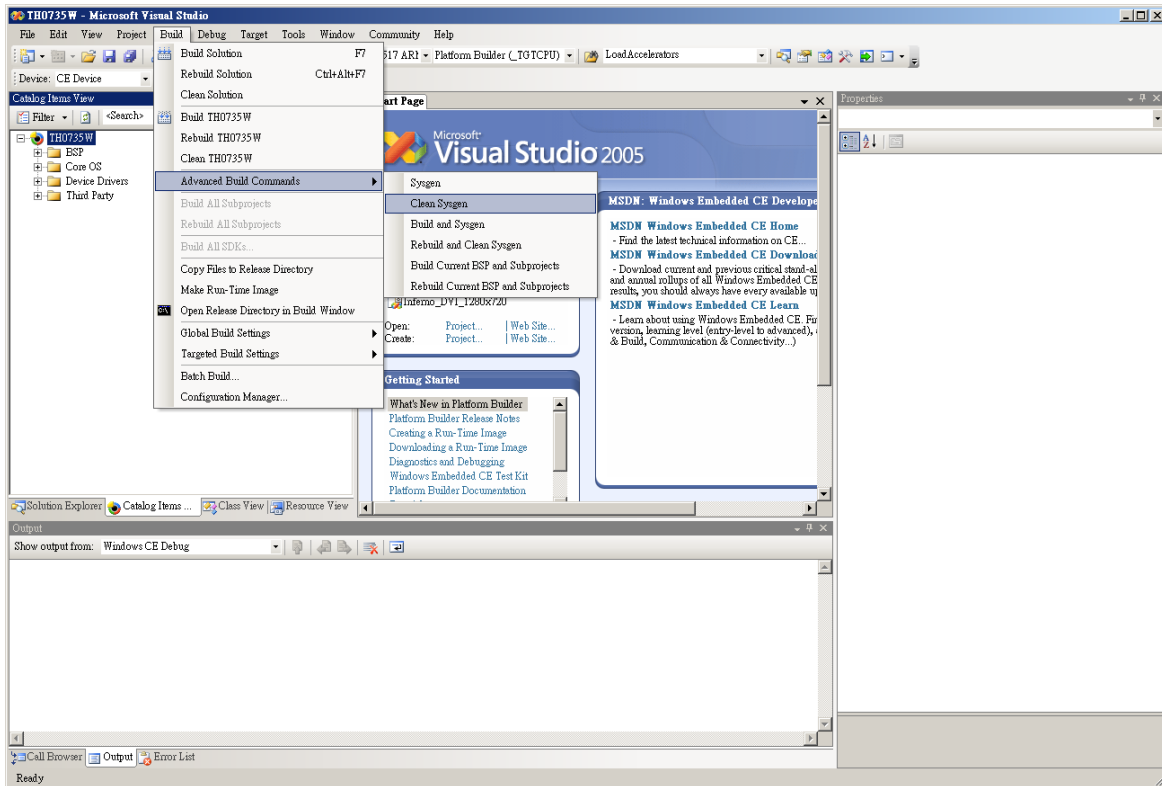 TH0735W - Microsoft Visual Studio
File Edit View Project Build Debug Target Tools Window Community Help
517 ARI Platform Builder (_TGTCPU) LoadAccelerators
Device: CE Device
Catalog Items View
Filter <Search>
TH0735W
BSP
Core OS
Device Drivers
Third Party
Build Solution F7
Rebuild Solution Ctrl+Alt+F7
Clean Solution
Build TH0735W
Rebuild TH0735W
Clean TH0735W
Advanced Build Commands
Build All Subprojects
Rebuild All Subprojects
Build All SDKs...
Copy Files to Release Directory
Make Run-Time Image
Open Release Directory in Build Window
Global Build Settings
Targeted Build Settings
Batch Build...
Configuration Manager...
Sysgen
Clean Sysgen
Build and Sysgen
Rebuild and Clean Sysgen
Build Current BSP and Subprojects
Rebuild Current BSP and Subprojects
art Page
Microsoft
Visual Studio 2005
Inferno_DVI_1280x720
Open: Project... | Web Site...
Create: Project... | Web Site...
Getting Started
What's New in Platform Builder
Platform Builder Release Notes
Creating a Run-Time Image
Downloading a Run-Time Image
Diagnostics and Debugging
Windows Embedded CE Test Kit
Platform Builder Documentation
MSDN: Windows Embedded CE Develope
MSDN Windows Embedded CE Home
- Find the latest technical information on CE...
MSDN Windows Embedded CE Downloa
- Download current and previous critical stand-al
and annual rollups of all Windows Embedded CE
results, you should always have every available up
MSDN Windows Embedded CE Learn
- Learn about using Windows Embedded CE. Fin
version, learning level (entry-level to advanced),
& Build, Communication & Connectivity...)
Properties
Solution Explorer Catalog Items ... Class View Resource View
Output
Show output from: Windows CE Debug
Call Browser Output Error List
Ready